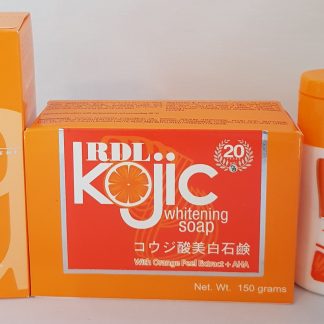 RDL
kojic
20
whitening
soap
コウジ酸美白石鹸
With Orange Peel Extract + AHA
Net. Wt. 150 grams